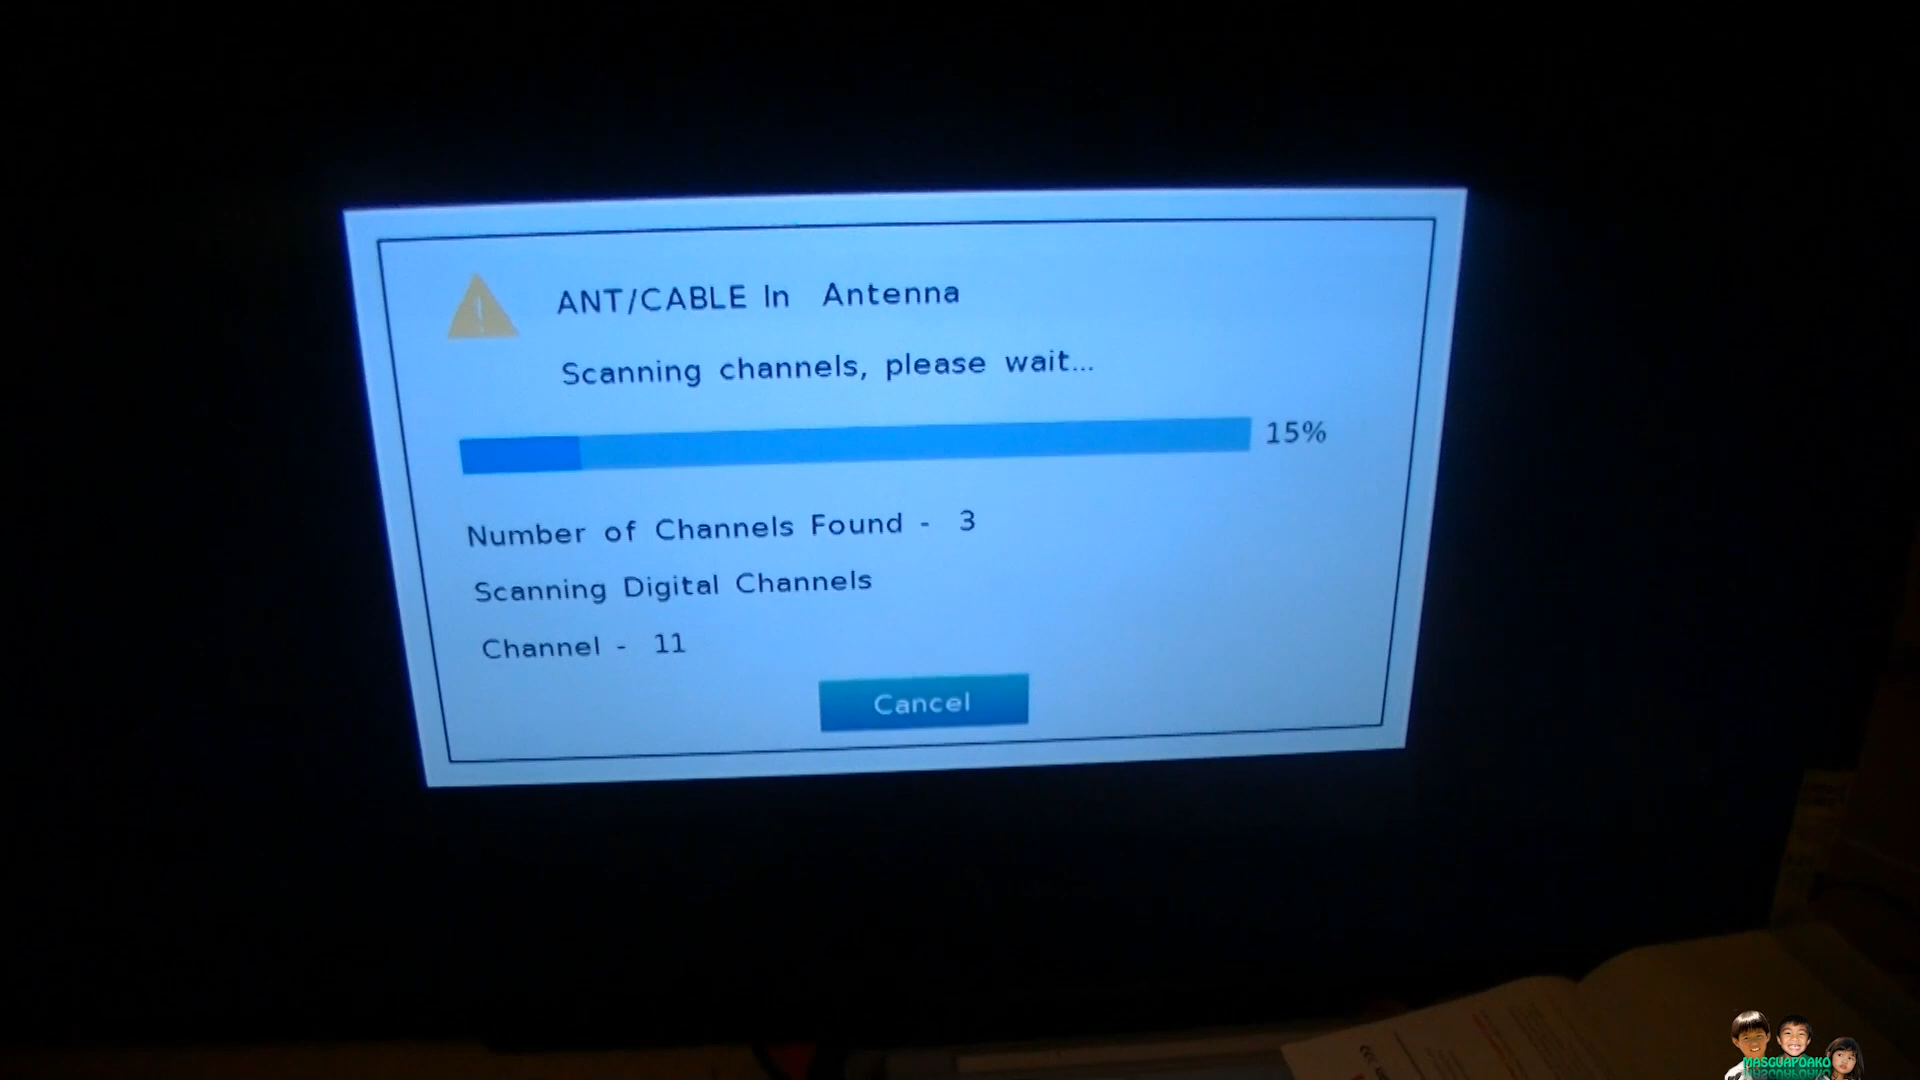 ANT/CABLE In Antenna
Scanning channels, please wait...
15%
Number of Channels Found - 3
Scanning Digital Channels
Channel - 11
Cancel
MASGUAPOAKO